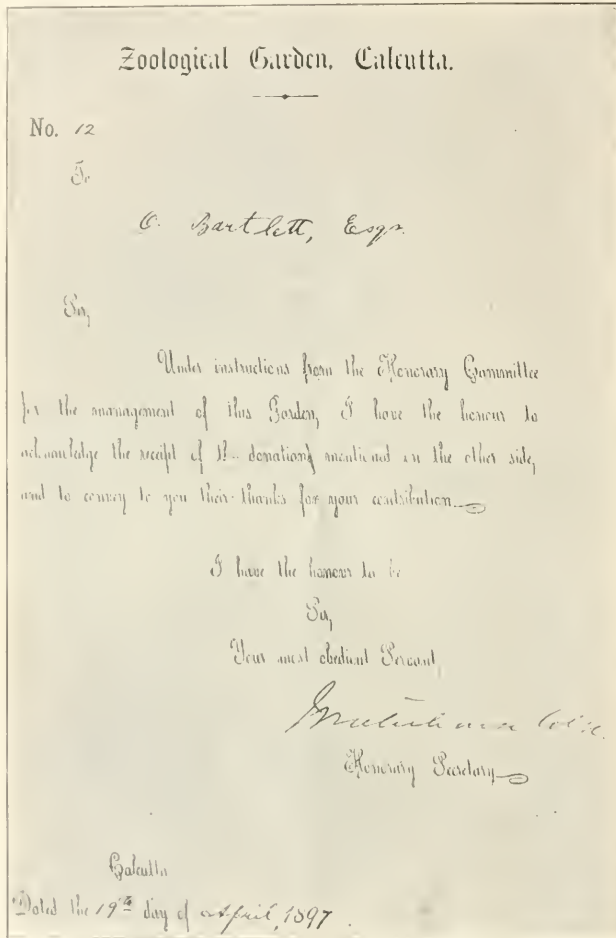 Zoological Garden, Calcutta.
No. 12
To
C. Bartlett, Esqr.
Sir,
Under instructions from the Honorary Committee
for the management of this Garden, I have the honour to
acknowledge the receipt of the donation mentioned on the other side,
and to convey to you their thanks for your contribution.
I have the honour to be
Sir,
Your most obedient Servant,
Honorary Secretary
Calcutta
Dated the 19th day of April, 1897.